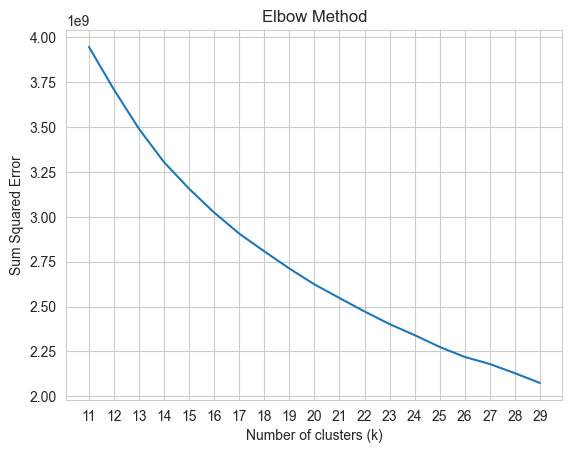 Elbow Method
1e9
4.00
3.75
3.50
3.25
3.00
2.75
2.50
2.25
2.00
Sum Squared Error
11 12 13 14 15 16 17 18 19 20 21 22 23 24 25 26 27 28 29
Number of clusters (k)